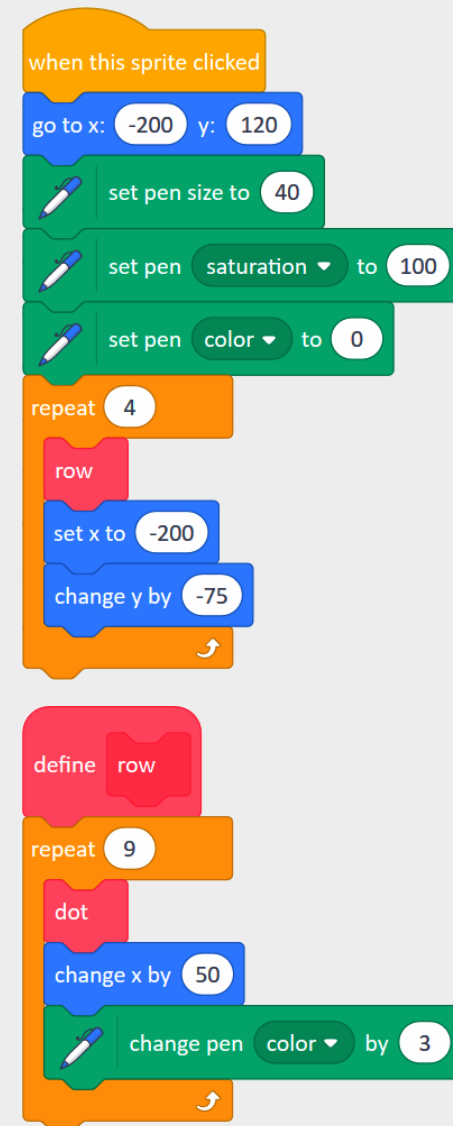 when this sprite clicked
go to x: -200 y: 120
set pen size to 40
set pen saturation to 100
set pen color to 0
repeat 4
row
set x to -200
change y by -75
define row
repeat 9
dot
change x by 50
change pen color by 3